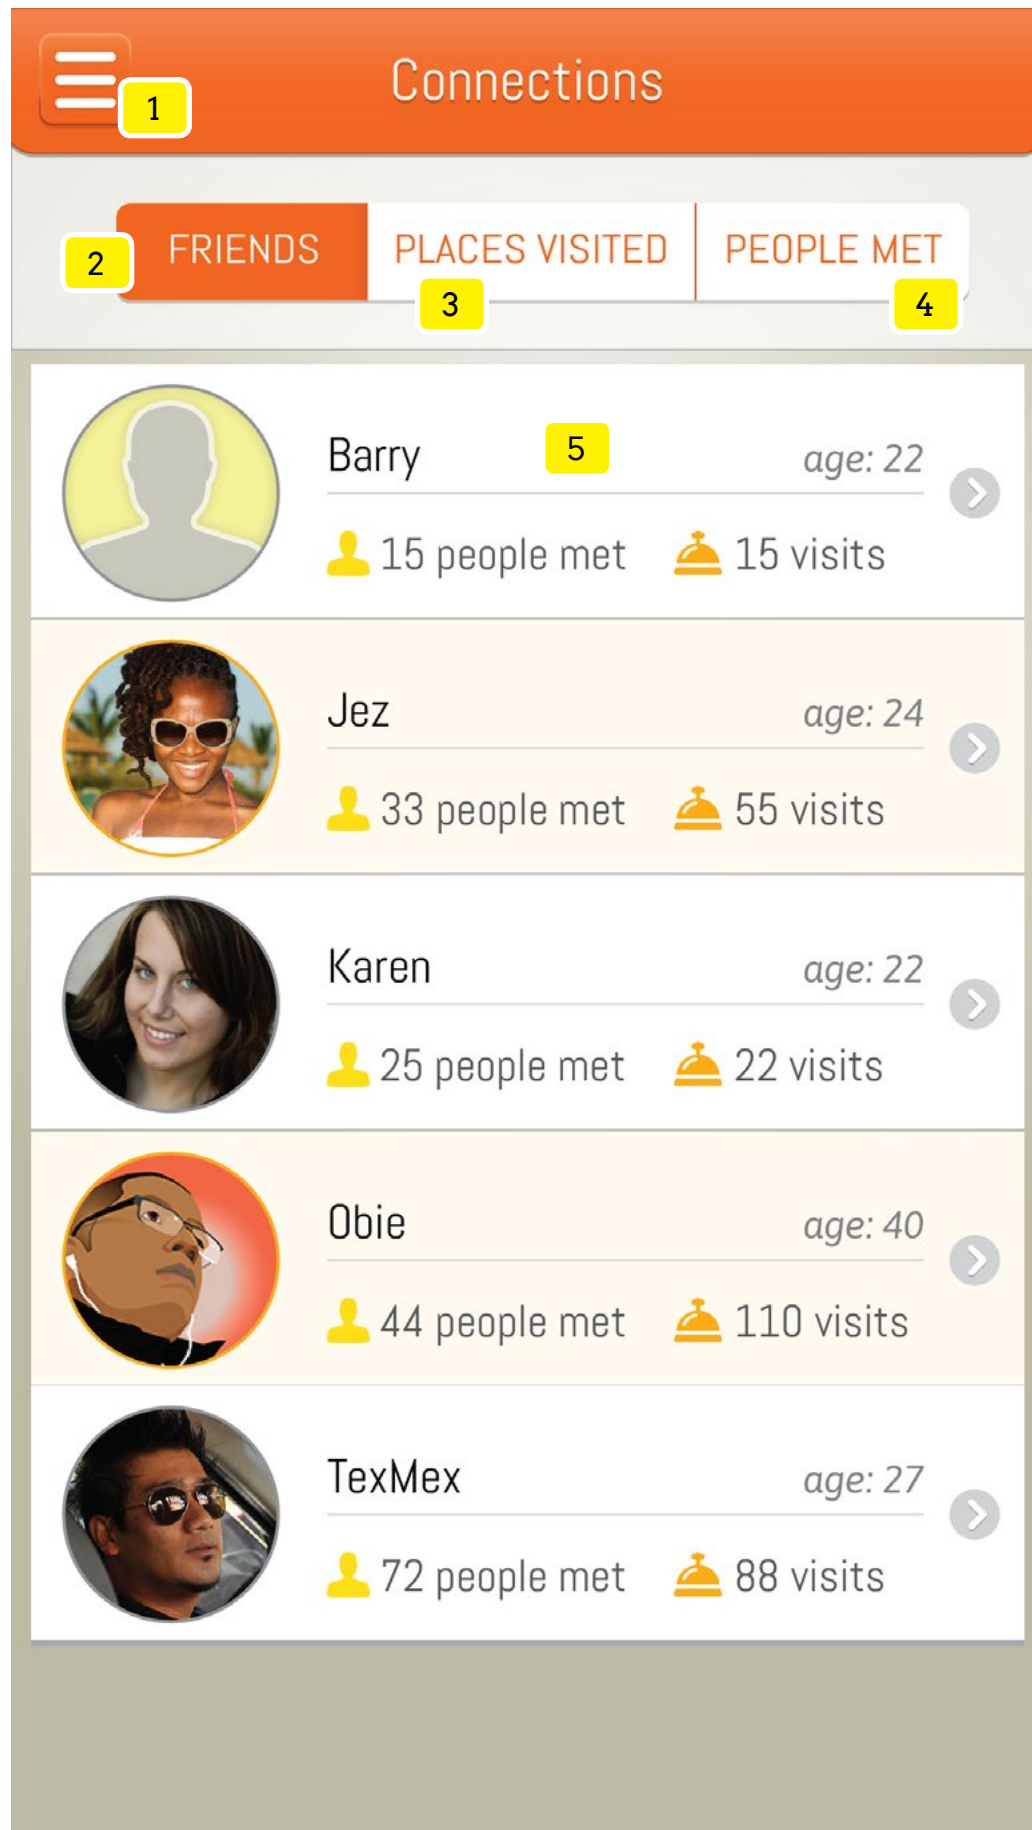 Connections
1
FRIENDS PLACES VISITED PEOPLE MET
2
3
4
Barry 5 age: 22
15 people met 15 visits
Jez age: 24
33 people met 55 visits
Karen age: 22
25 people met 22 visits
Obie age: 40
44 people met 110 visits
TexMex age: 27
72 people met 88 visits